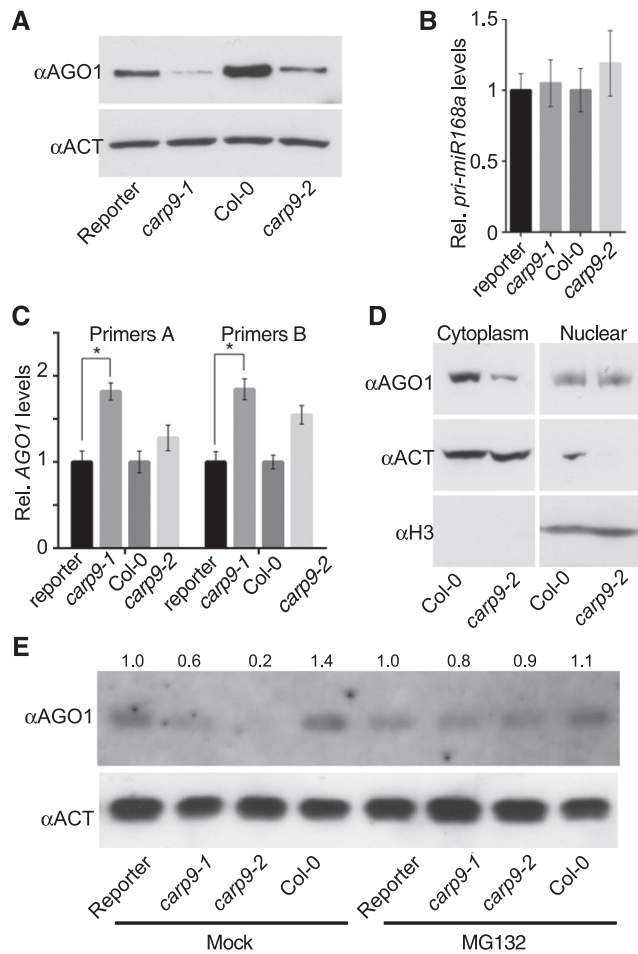 A
αAGO1
αACT
Reporter
carp9-1
Col-0
carp9-2
B
Rel. pri-miR168a levels
1.5
1
0.5
0
reporter
carp9-1
Col-0
carp9-2
C
Primers A
Primers B
Rel. AGO1 levels
2
1
0
*
*
reporter
carp9-1
Col-0
carp9-2
reporter
carp9-1
Col-0
carp9-2
D
Cytoplasm
Nuclear
αAGO1
αACT
αH3
Col-0
carp9-2
Col-0
carp9-2
E
1.0 0.6 0.2 1.4 1.0 0.8 0.9 1.1
αAGO1
αACT
Reporter
carp9-1
carp9-2
Col-0
Reporter
carp9-1
carp9-2
Col-0
Mock
MG132